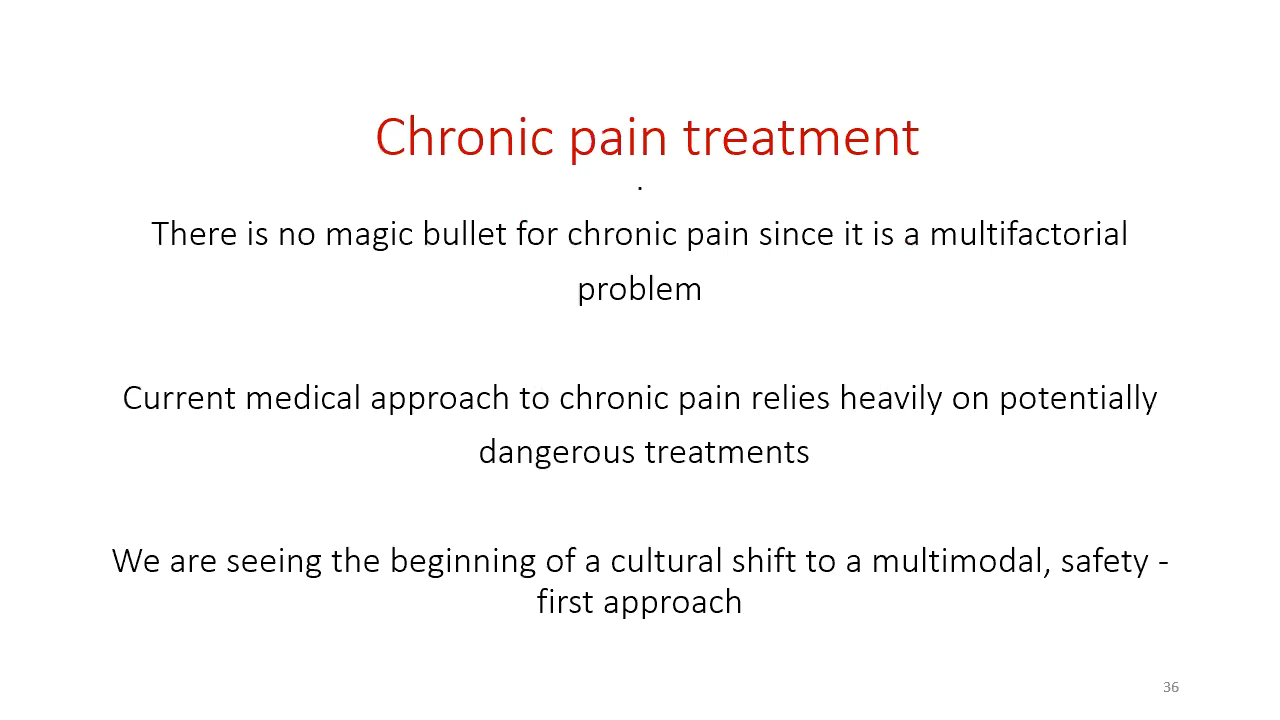 Chronic pain treatment
.
There is no magic bullet for chronic pain since it is a multifactorial
problem
Current medical approach to chronic pain relies heavily on potentially
dangerous treatments
We are seeing the beginning of a cultural shift to a multimodal, safety -
first approach
36